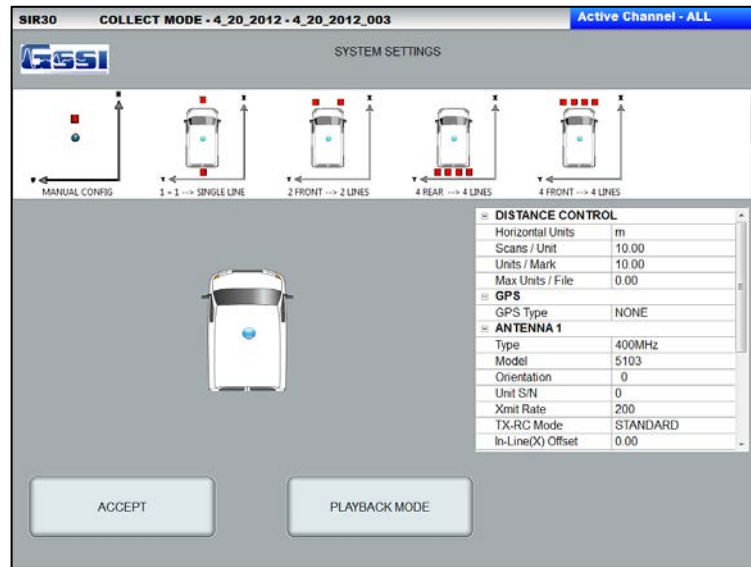 SIR30 COLLECT MODE - 4_20_2012 - 4_20_2012_003 Active Channel - ALL
GSSI
SYSTEM SETTINGS
X X X X X
Y Y Y Y Y
MANUAL CONFIG 1 + 1 --> SINGLE LINE 2 FRONT --> 2 LINES 4 REAR --> 4 LINES 4 FRONT --> 4 LINES
DISTANCE CONTROL
Horizontal Units m
Scans / Unit 10.00
Units / Mark 10.00
Max Units / File 0.00
GPS
GPS Type NONE
ANTENNA 1
Type 400MHz
Model 5103
Orientation 0
Unit S/N 0
Xmit Rate 200
TX-RC Mode STANDARD
In-Line(X) Offset 0.00
ACCEPT PLAYBACK MODE